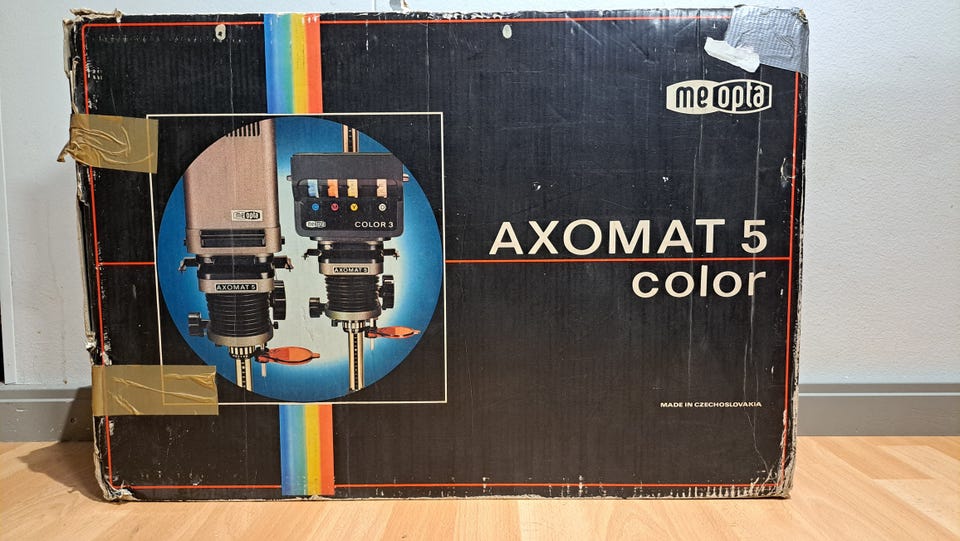 meopta
meopta
meopta
COLOR 3
AXOMAT 5
AXOMAT 5
AXOMAT 5
color
MADE IN CZECHOSLOVAKIA